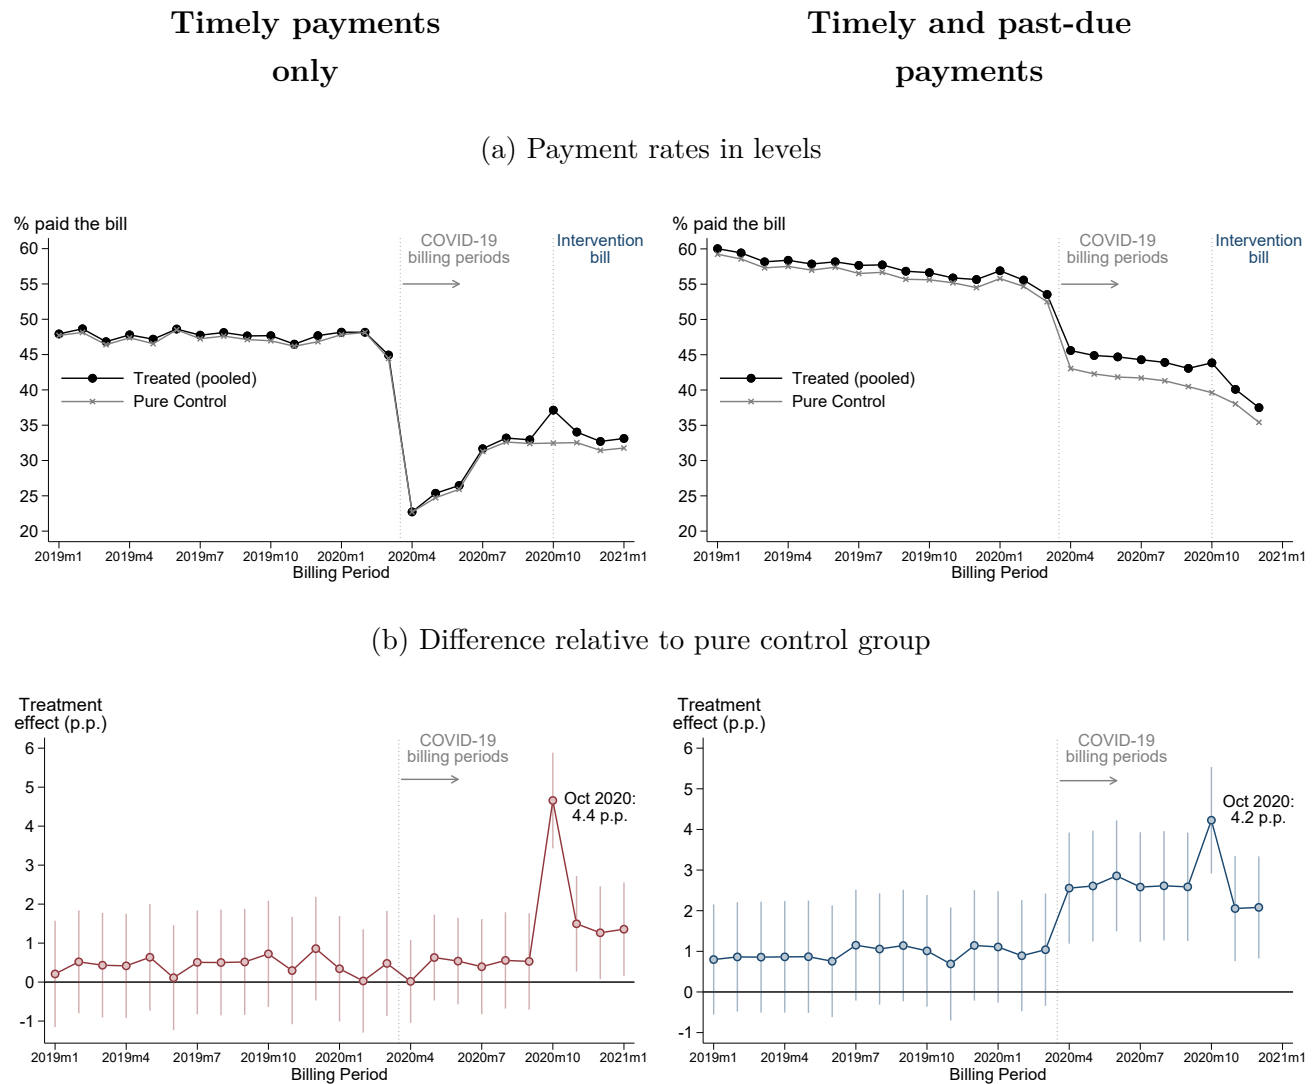 Timely payments
only
Timely and past-due
payments
(a) Payment rates in levels
% paid the bill
60
55
50
45
40
35
30
25
20
COVID-19
billing periods
Intervention
bill
Treated (pooled)
Pure Control
2019m1 2019m4 2019m7 2019m10 2020m1 2020m4 2020m7 2020m10 2021m1
Billing Period
% paid the bill
60
55
50
45
40
35
30
25
20
COVID-19
billing periods
Intervention
bill
Treated (pooled)
Pure Control
2019m1 2019m4 2019m7 2019m10 2020m1 2020m4 2020m7 2020m10 2021m1
Billing Period
(b) Difference relative to pure control group
Treatment
effect (p.p.)
6
5
4
3
2
1
0
-1
COVID-19
billing periods
Oct 2020:
4.4 p.p.
2019m1 2019m4 2019m7 2019m10 2020m1 2020m4 2020m7 2020m10 2021m1
Billing Period
Treatment
effect (p.p.)
6
5
4
3
2
1
0
-1
COVID-19
billing periods
Oct 2020:
4.2 p.p.
2019m1 2019m4 2019m7 2019m10 2020m1 2020m4 2020m7 2020m10 2021m1
Billing Period